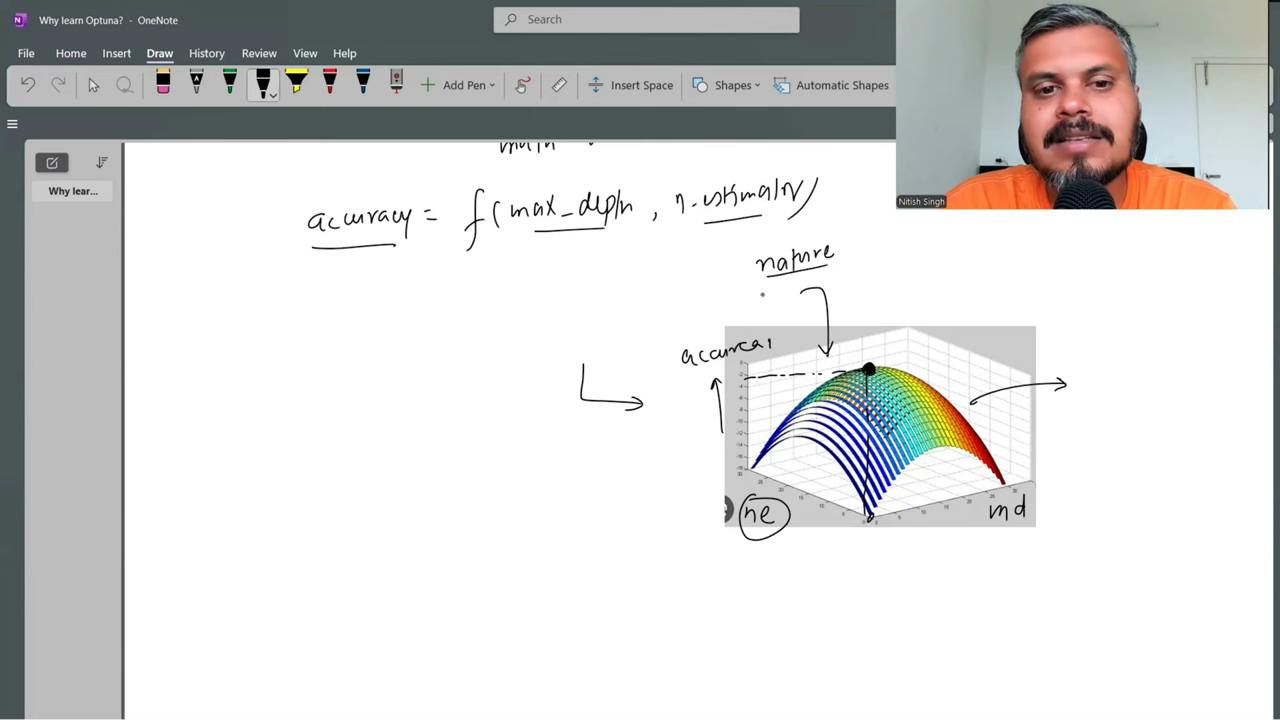 Why learn Optuna? - OneNote
Search
File Home Insert Draw History Review View Help
Add Pen Insert Space Shapes Automatic Shapes
Why lear...
Nitish Singh
accuracy = f(max_depth, n_estimator)
nature
accuracy
ne
md